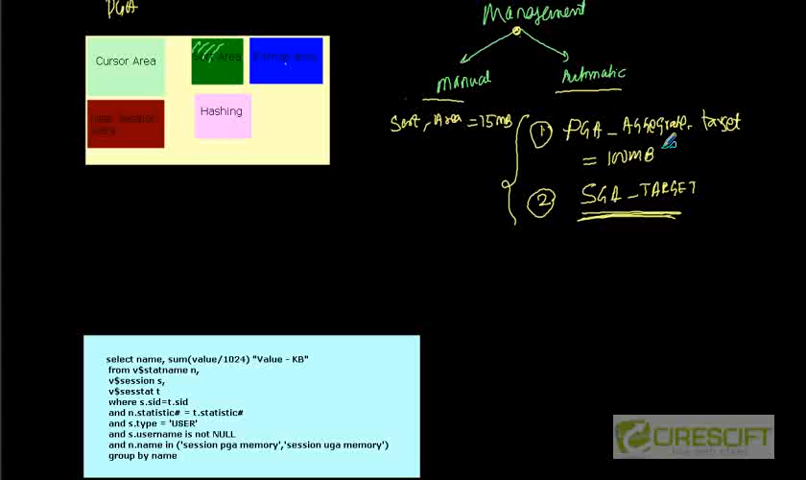 PGA
Cursor Area
Hashing
Management
Manual
Automatic
Sort_Area = 15MB
1 PGA_Aggregate_target
= 100MB
2 SGA_TARGET
select name, sum(value/1024) "Value - KB"
from v$statname n,
v$session s,
v$sesstat t
where s.sid=t.sid
and n.statistic# = t.statistic#
and s.type = 'USER'
and s.username is not NULL
and n.name in ('session pga memory','session uga memory')
group by name